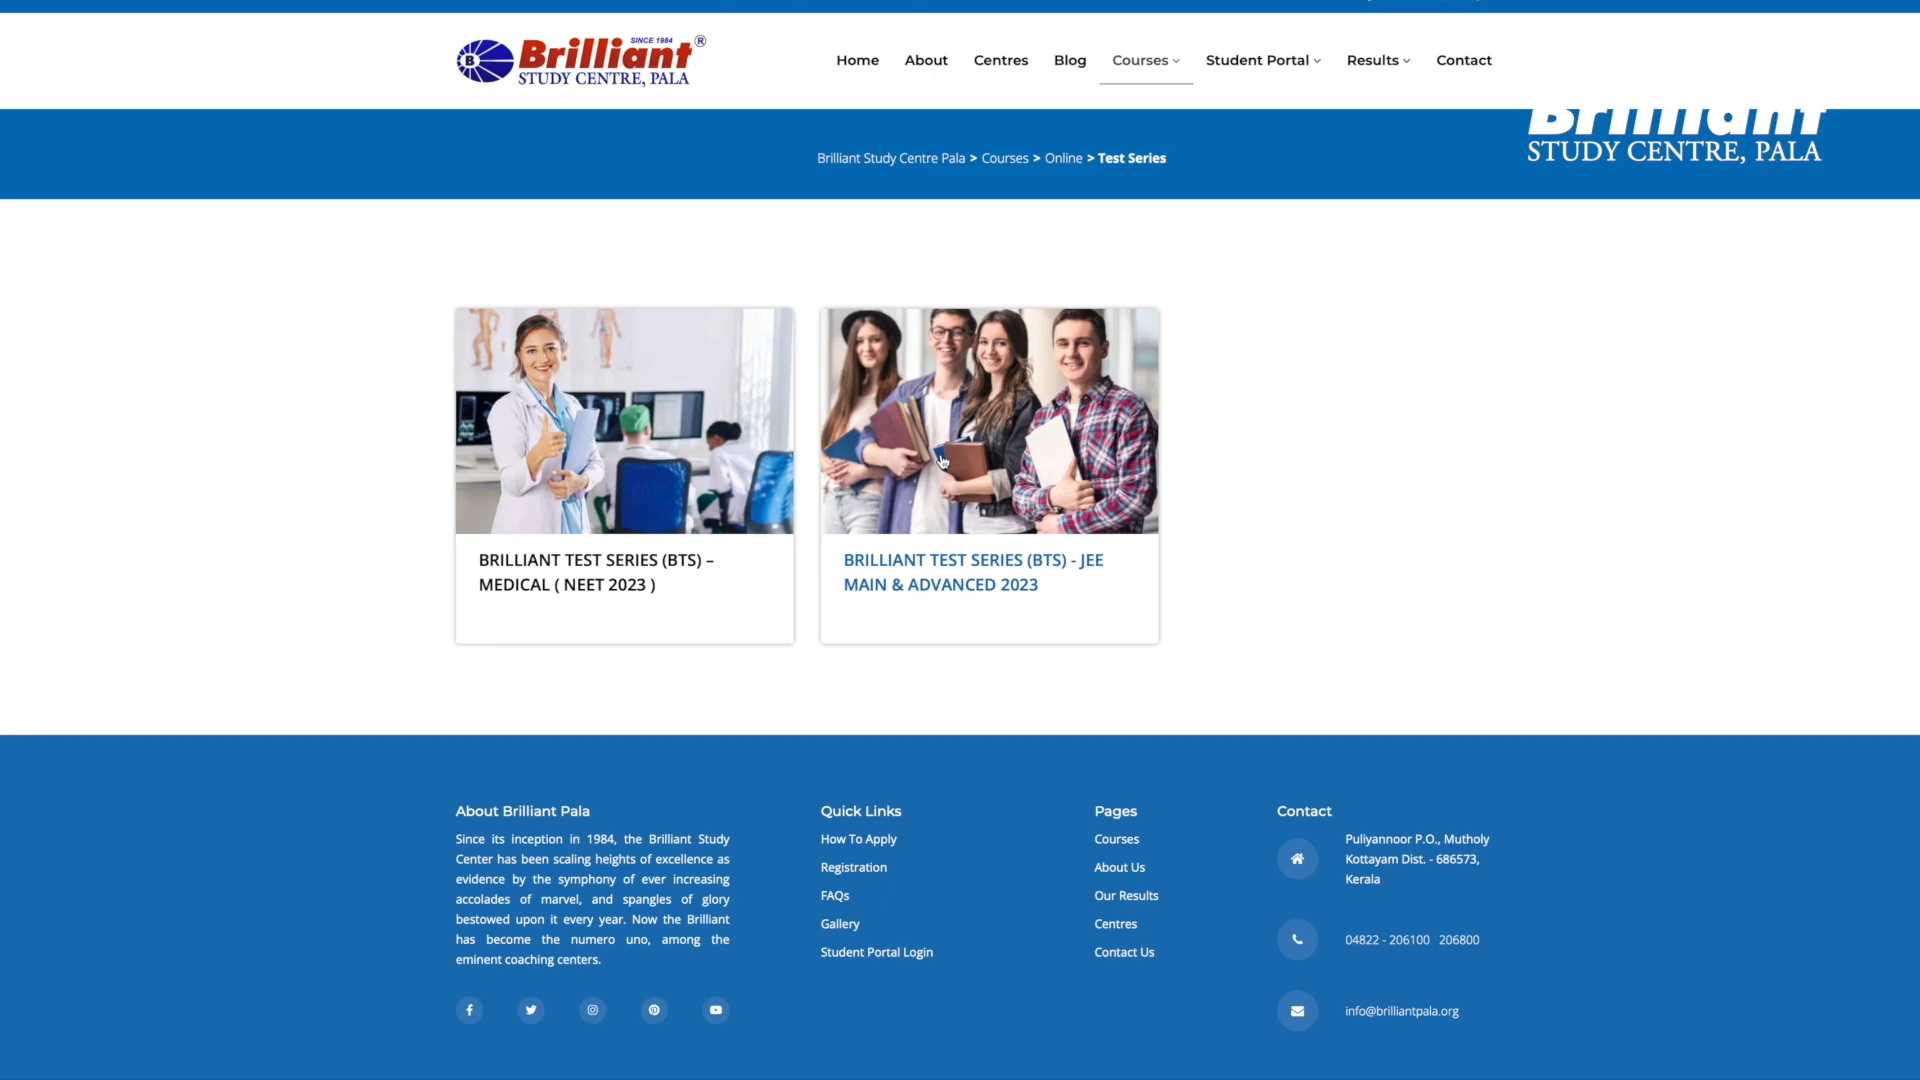 SINCE 1984
Brilliant ®
B
STUDY CENTRE, PALA
Home About Centres Blog Courses Student Portal Results Contact
Brilliant
STUDY CENTRE, PALA
Brilliant Study Centre Pala > Courses > Online > Test Series
BRILLIANT TEST SERIES (BTS) –
MEDICAL ( NEET 2023 )
BRILLIANT TEST SERIES (BTS) - JEE
MAIN & ADVANCED 2023
About Brilliant Pala
Since its inception in 1984, the Brilliant Study
Center has been scaling heights of excellence as
evidence by the symphony of ever increasing
accolades of marvel, and spangles of glory
bestowed upon it every year. Now the Brilliant
has become the numero uno, among the
eminent coaching centers.
Quick Links
How To Apply
Registration
FAQs
Gallery
Student Portal Login
Pages
Courses
About Us
Our Results
Centres
Contact Us
Contact
Puliyannoor P.O., Mutholy
Kottayam Dist. - 686573,
Kerala
04822 - 206100 206800
info@brilliantpala.org